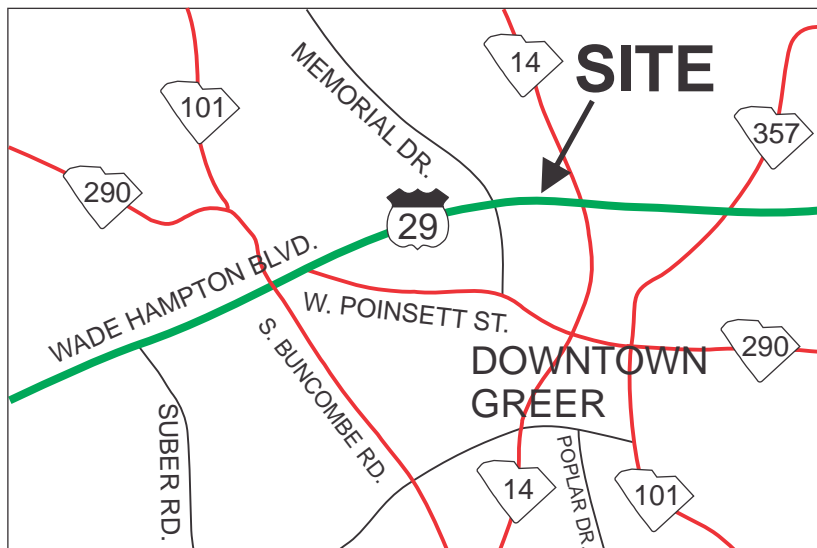 SITE
14
101
357
MEMORIAL DR.
290
29
WADE HAMPTON BLVD.
W. POINSETT ST.
S. BUNCOMBE RD.
290
DOWNTOWN
GREER
SUBER RD.
POPLAR DR.
14
101